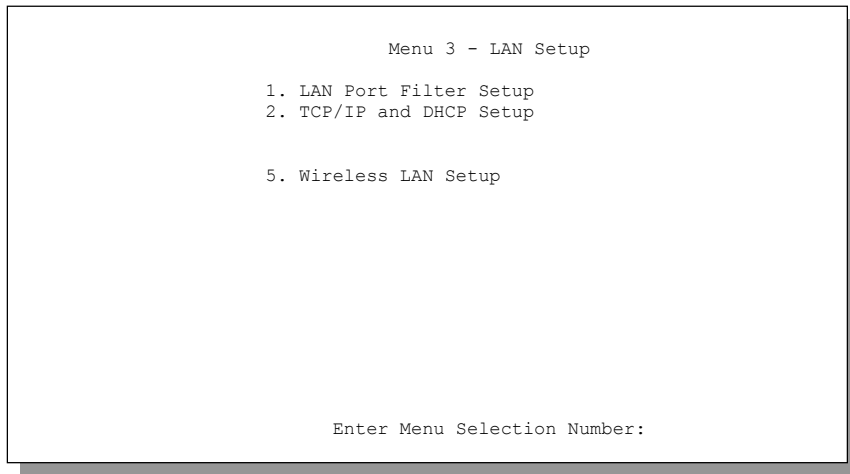 Menu 3 - LAN Setup
1. LAN Port Filter Setup
2. TCP/IP and DHCP Setup
5. Wireless LAN Setup
Enter Menu Selection Number: